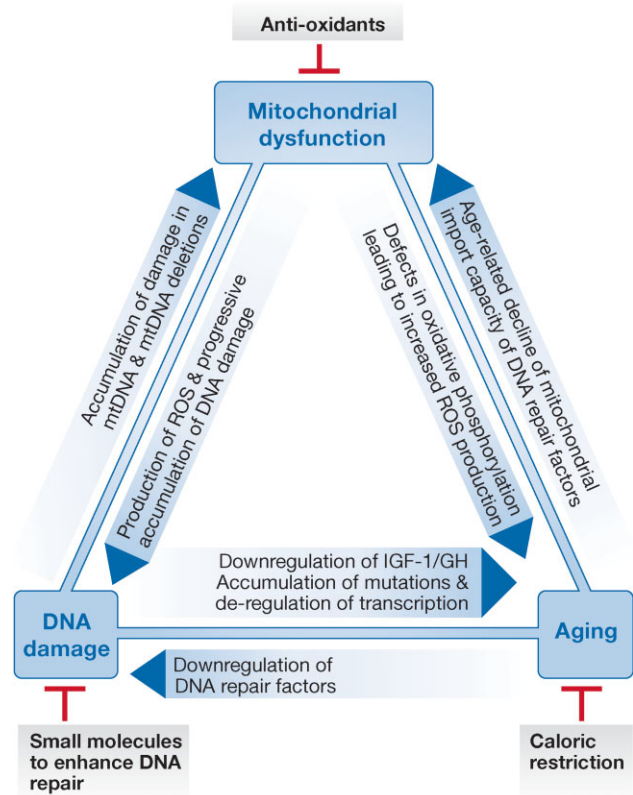 Anti-oxidants
Mitochondrial
dysfunction
Accumulation of damage in
mtDNA & mtDNA deletions
Production of ROS & progressive
accumulation of DNA damage
Defects in oxidative phosphorylation
leading to increased ROS production
Age-related decline of mitochondrial
import capacity of DNA repair factors
Downregulation of IGF-1/GH
Accumulation of mutations &
de-regulation of transcription
DNA
damage
Aging
Downregulation of
DNA repair factors
Small molecules
to enhance DNA
repair
Caloric
restriction